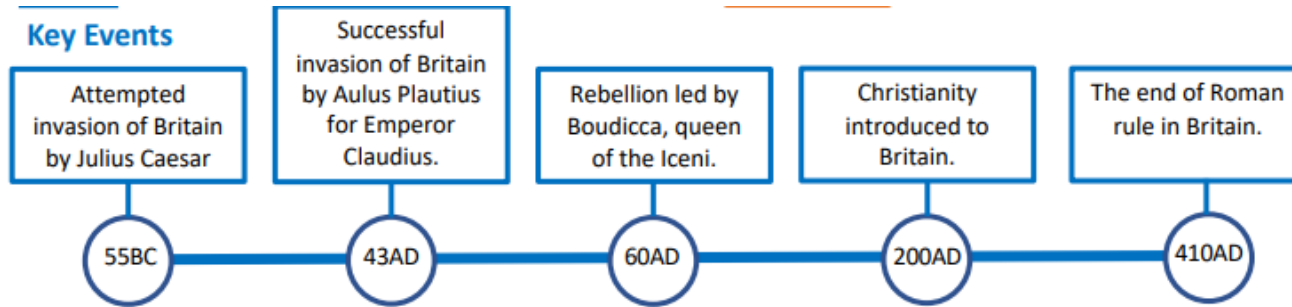 Key Events
Attempted
invasion of Britain
by Julius Caesar
Successful
invasion of Britain
by Aulus Plautius
for Emperor
Claudius.
Rebellion led by
Boudicca, queen
of the Iceni.
Christianity
introduced to
Britain.
The end of Roman
rule in Britain.
55BC
43AD
60AD
200AD
410AD